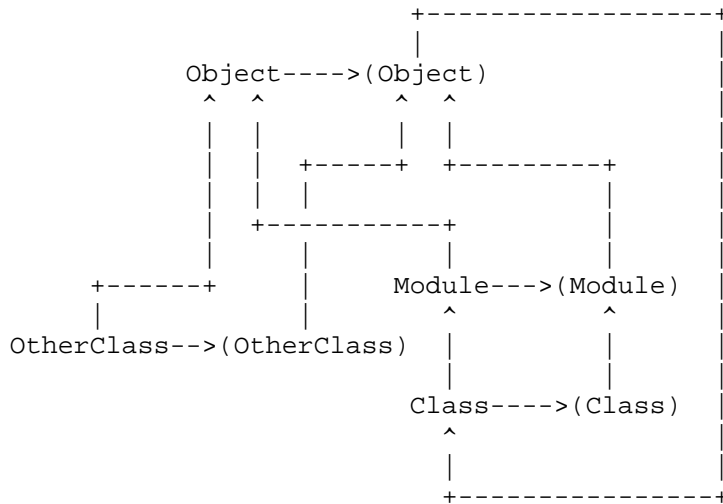 Object---->(Object)
Module--->(Module)
OtherClass-->(OtherClass)
Class---->(Class)